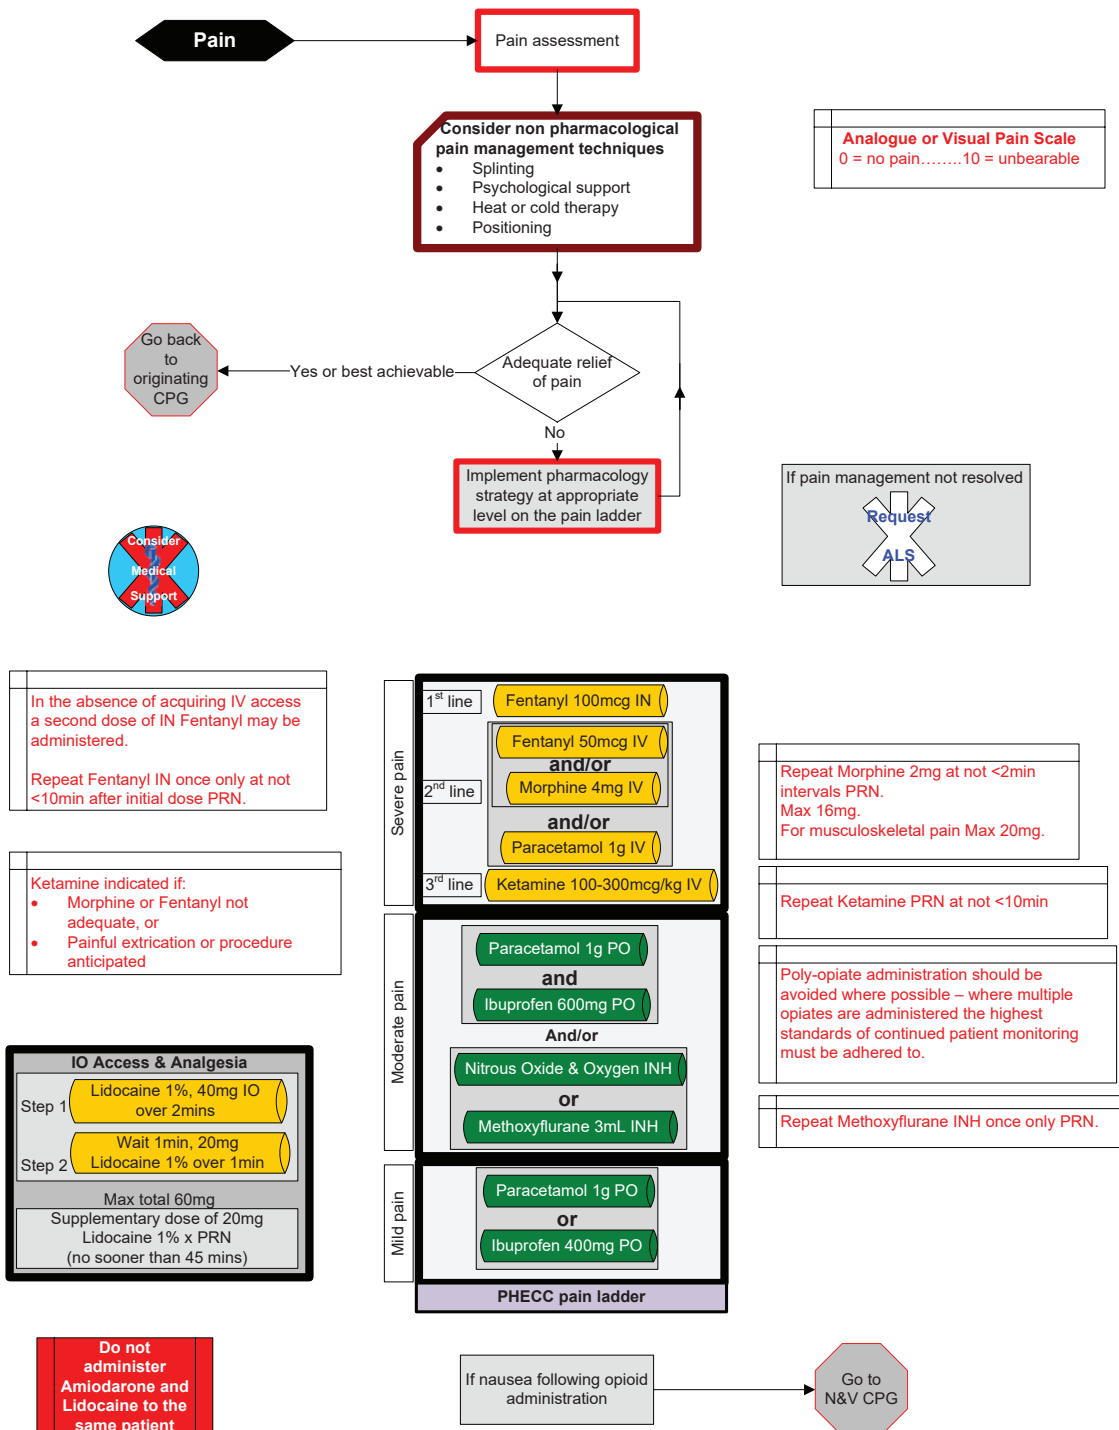 Pain
Pain assessment
Consider non pharmacological
pain management techniques
• Splinting
• Psychological support
• Heat or cold therapy
• Positioning
Analogue or Visual Pain Scale
0 = no pain........10 = unbearable
Go back
to
originating
CPG
Yes or best achievable
Adequate relief
of pain
No
Implement pharmacology
strategy at appropriate
level on the pain ladder
If pain management not resolved
Request
ALS
Consider
Medical
Support
In the absence of acquiring IV access
a second dose of IN Fentanyl may be
administered.
Repeat Fentanyl IN once only at not
<10min after initial dose PRN.
Ketamine indicated if:
• Morphine or Fentanyl not
adequate, or
• Painful extrication or procedure
anticipated
IO Access & Analgesia
Step 1
Lidocaine 1%, 40mg IO
over 2mins
Step 2
Wait 1min, 20mg
Lidocaine 1% over 1min
Max total 60mg
Supplementary dose of 20mg
Lidocaine 1% x PRN
(no sooner than 45 mins)
Severe pain
1st line
Fentanyl 100mcg IN
2nd line
Fentanyl 50mcg IV
and/or
Morphine 4mg IV
and/or
Paracetamol 1g IV
3rd line
Ketamine 100-300mcg/kg IV
Moderate pain
Paracetamol 1g PO
and
Ibuprofen 600mg PO
And/or
Nitrous Oxide & Oxygen INH
or
Methoxyflurane 3mL INH
Mild pain
Paracetamol 1g PO
or
Ibuprofen 400mg PO
PHECC pain ladder
Repeat Morphine 2mg at not <2min
intervals PRN.
Max 16mg.
For musculoskeletal pain Max 20mg.
Repeat Ketamine PRN at not <10min
Poly-opiate administration should be
avoided where possible – where multiple
opiates are administered the highest
standards of continued patient monitoring
must be adhered to.
Repeat Methoxyflurane INH once only PRN.
Do not
administer
Amiodarone and
Lidocaine to the
same patient
If nausea following opioid
administration
Go to
N&V CPG